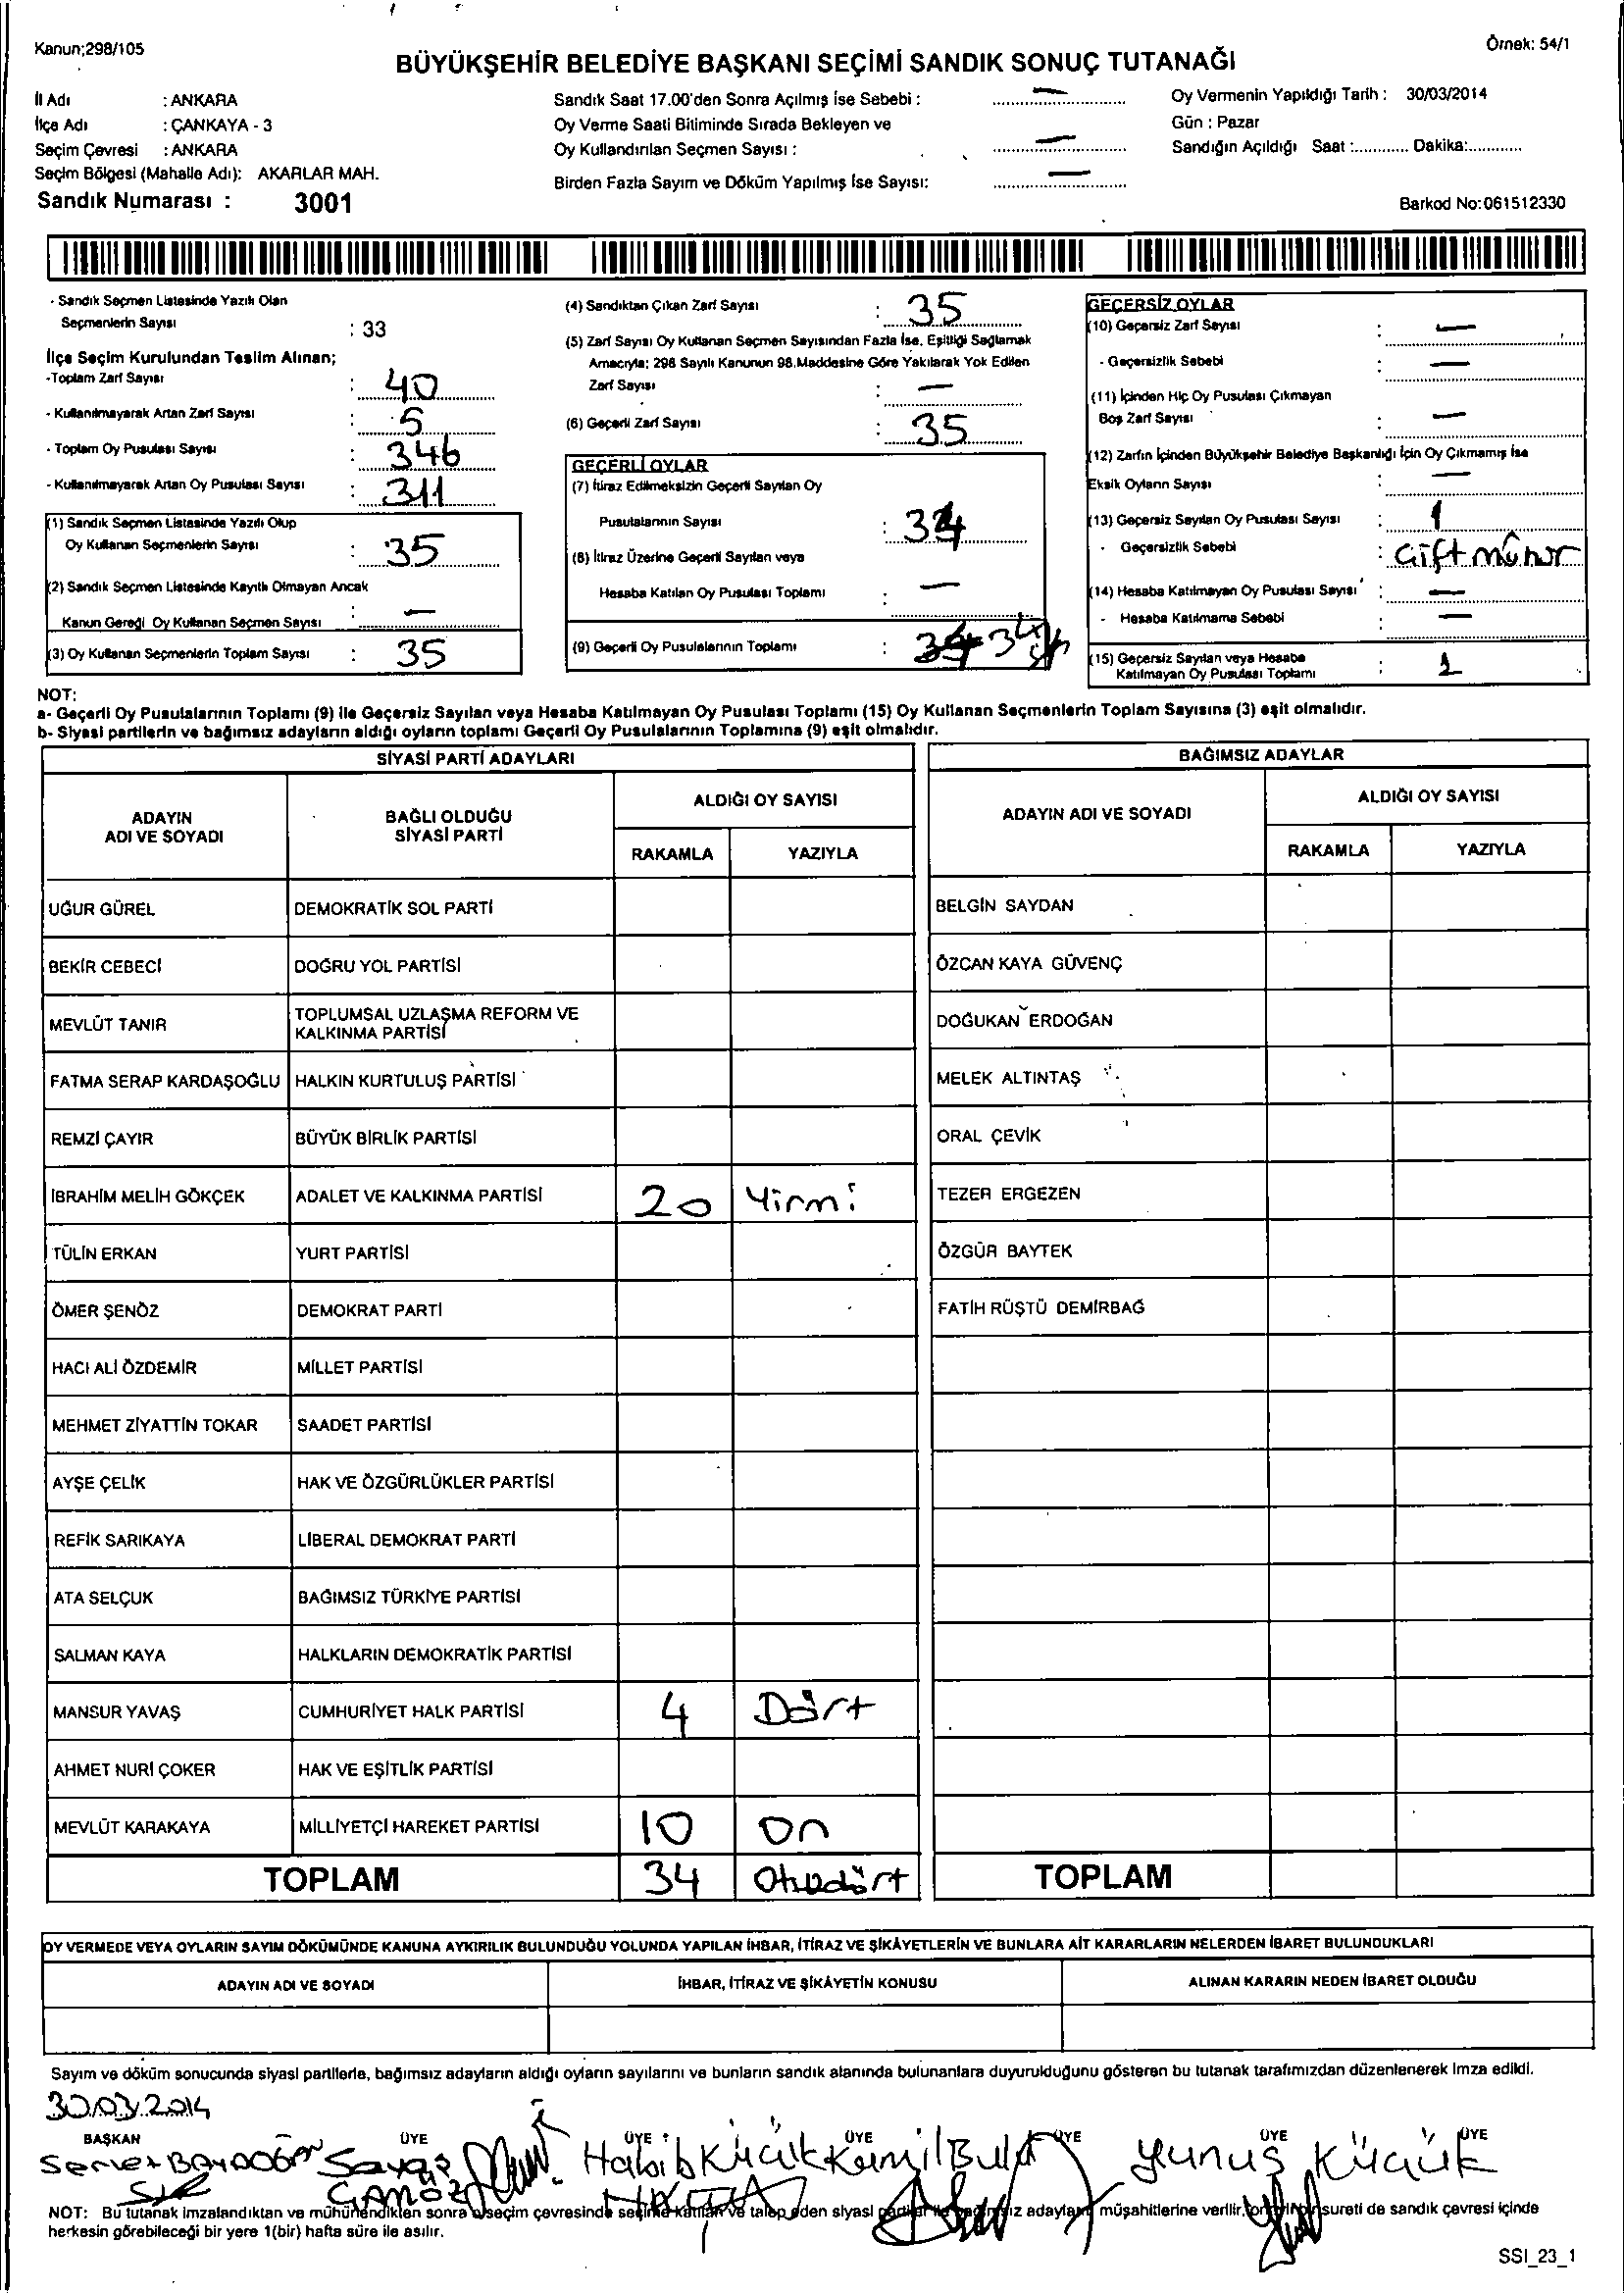 Kanun;298/105
Örnek: 54/1
BÜYÜKŞEHİR BELEDİYE BAŞKANI SEÇİMİ SANDIK SONUÇ TUTANAĞI
İl Adı : ANKARA
İlçe Adı : ÇANKAYA - 3
Seçim Çevresi : ANKARA
Seçim Bölgesi (Mahalle Adı): AKARLAR MAH.
Sandık Numarası : 3001
Sandık Saat 17.00'den Sonra Açılmış ise Sebebi : —
Oy Verme Saati Bitiminde Sırada Bekleyen ve
Oy Kullandırılan Seçmen Sayısı : —
Birden Fazla Sayım ve Döküm Yapılmış İse Sayısı: —
Oy Vermenin Yapıldığı Tarih : 30/03/2014
Gün : Pazar
Sandığın Açıldığı Saat :............ Dakika:............
Barkod No:061512330
- Sandık Seçmen Listesinde Yazılı Olan
Seçmenlerin Sayısı : 33
İlçe Seçim Kurulundan Teslim Alınan;
-Toplam Zarf Sayısı : 40
- Kullanılmayarak Artan Zarf Sayısı : 5
- Toplam Oy Pusulası Sayısı : 346
- Kullanılmayarak Artan Oy Pusulası Sayısı : 311
(1) Sandık Seçmen Listesinde Yazılı Olup
Oy Kullanan Seçmenlerin Sayısı : 35
(2) Sandık Seçmen Listesinde Kayıtlı Olmayan Ancak
Kanun Gereği Oy Kullanan Seçmen Sayısı : —
(3) Oy Kullanan Seçmenlerin Toplam Sayısı : 35
(4) Sandıktan Çıkan Zarf Sayısı : 35
(5) Zarf Sayısı Oy Kullanan Seçmen Sayısından Fazla İse, Eşitliği Sağlamak
Amacıyla; 298 Sayılı Kanunun 98.Maddesine Göre Yakılarak Yok Edilen
Zarf Sayısı : —
(6) Geçerli Zarf Sayısı : 35
GEÇERLİ OYLAR
(7) İtiraz Edilmeksizin Geçerli Sayılan Oy
Pusulalarının Sayısı : 34
(8) İtiraz Üzerine Geçerli Sayılan veya
Hesaba Katılan Oy Pusulası Toplamı : —
(9) Geçerli Oy Pusulalarının Toplamı : 34
GEÇERSİZ OYLAR
(10) Geçersiz Zarf Sayısı : —
- Geçersizlik Sebebi : —
(11) İçinden Hiç Oy Pusulası Çıkmayan
Boş Zarf Sayısı : —
(12) Zarfın İçinden Büyükşehir Belediye Başkanlığı İçin Oy Çıkmamış İse
Eksik Oyların Sayısı : —
(13) Geçersiz Sayılan Oy Pusulası Sayısı : 1
- Geçersizlik Sebebi : Çift mühür
(14) Hesaba Katılmayan Oy Pusulası Sayısı : —
- Hesaba Katılmama Sebebi : —
(15) Geçersiz Sayılan veya Hesaba
Katılmayan Oy Pusulası Toplamı : 1
NOT:
a- Geçerli Oy Pusulalarının Toplamı (9) ile Geçersiz Sayılan veya Hesaba Katılmayan Oy Pusulası Toplamı (15) Oy Kullanan Seçmenlerin Toplam Sayısına (3) eşit olmalıdır.
b- Siyasi partilerin ve bağımsız adayların aldığı oyların toplamı Geçerli Oy Pusulalarının Toplamına (9) eşit olmalıdır.
SİYASİ PARTİ ADAYLARI
ADAYIN ADI VE SOYADI
BAĞLI OLDUĞU SİYASİ PARTİ
ALDIĞI OY SAYISI
RAKAMLA YAZIYLA
UĞUR GÜREL DEMOKRATİK SOL PARTİ
BEKİR CEBECİ DOĞRU YOL PARTİSİ
MEVLÜT TANIR TOPLUMSAL UZLAŞMA REFORM VE KALKINMA PARTİSİ
FATMA SERAP KARDAŞOĞLU HALKIN KURTULUŞ PARTİSİ
REMZİ ÇAYIR BÜYÜK BİRLİK PARTİSİ
İBRAHİM MELİH GÖKÇEK ADALET VE KALKINMA PARTİSİ 20 Yirmi
TÜLİN ERKAN YURT PARTİSİ
ÖMER ŞENÖZ DEMOKRAT PARTİ
HACI ALİ ÖZDEMİR MİLLET PARTİSİ
MEHMET ZİYATTİN TOKAR SAADET PARTİSİ
AYŞE ÇELİK HAK VE ÖZGÜRLÜKLER PARTİSİ
REFİK SARIKAYA LİBERAL DEMOKRAT PARTİ
ATA SELÇUK BAĞIMSIZ TÜRKİYE PARTİSİ
SALMAN KAYA HALKLARIN DEMOKRATİK PARTİSİ
MANSUR YAVAŞ CUMHURİYET HALK PARTİSİ 4 Dört
AHMET NURİ ÇOKER HAK VE EŞİTLİK PARTİSİ
MEVLÜT KARAKAYA MİLLİYETÇİ HAREKET PARTİSİ 10 On
TOPLAM 34 Otuzdört
BAĞIMSIZ ADAYLAR
ADAYIN ADI VE SOYADI
ALDIĞI OY SAYISI
RAKAMLA YAZIYLA
BELGİN SAYDAN
ÖZCAN KAYA GÜVENÇ
DOĞUKAN ERDOĞAN
MELEK ALTINTAŞ
ORAL ÇEVİK
TEZER ERGEZEN
ÖZGÜR BAYTEK
FATİH RÜŞTÜ DEMİRBAĞ
TOPLAM
OY VERMEDE VEYA OYLARIN SAYIM DÖKÜMÜNDE KANUNA AYKIRILIK BULUNDUĞU YOLUNDA YAPILAN İHBAR, İTİRAZ VE ŞİKÂYETLERİN VE BUNLARA AİT KARARLARIN NELERDEN İBARET BULUNDUKLARI
ADAYIN ADI VE SOYADI İHBAR, İTİRAZ VE ŞİKÂYETİN KONUSU ALINAN KARARIN NEDEN İBARET OLDUĞU
Sayım ve döküm sonucunda siyasi partilerle, bağımsız adayların aldığı oyların sayılarını ve bunların sandık alanında bulunanlara duyurulduğunu gösteren bu tutanak tarafımızdan düzenlenerek imza edildi.
30.03.2014
BAŞKAN ÜYE ÜYE ÜYE ÜYE ÜYE ÜYE
Savaş Habib Küçük Kamil Bulut Yunus Küçük
NOT: Bu tutanak imzalandıktan ve mühürlendikten sonra seçim çevresinde seçime katılan ve talep eden siyasi partiler ile bağımsız adayların müşahitlerine verilir, sureti de sandık çevresi içinde
herkesin görebileceği bir yere 1(bir) hafta süre ile asılır.
SSI_23_1